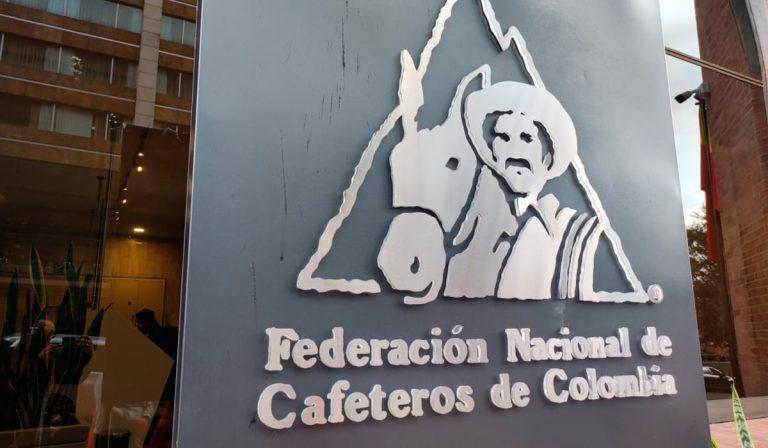 Federación Nacional de
Cafeteros de Colombia
®